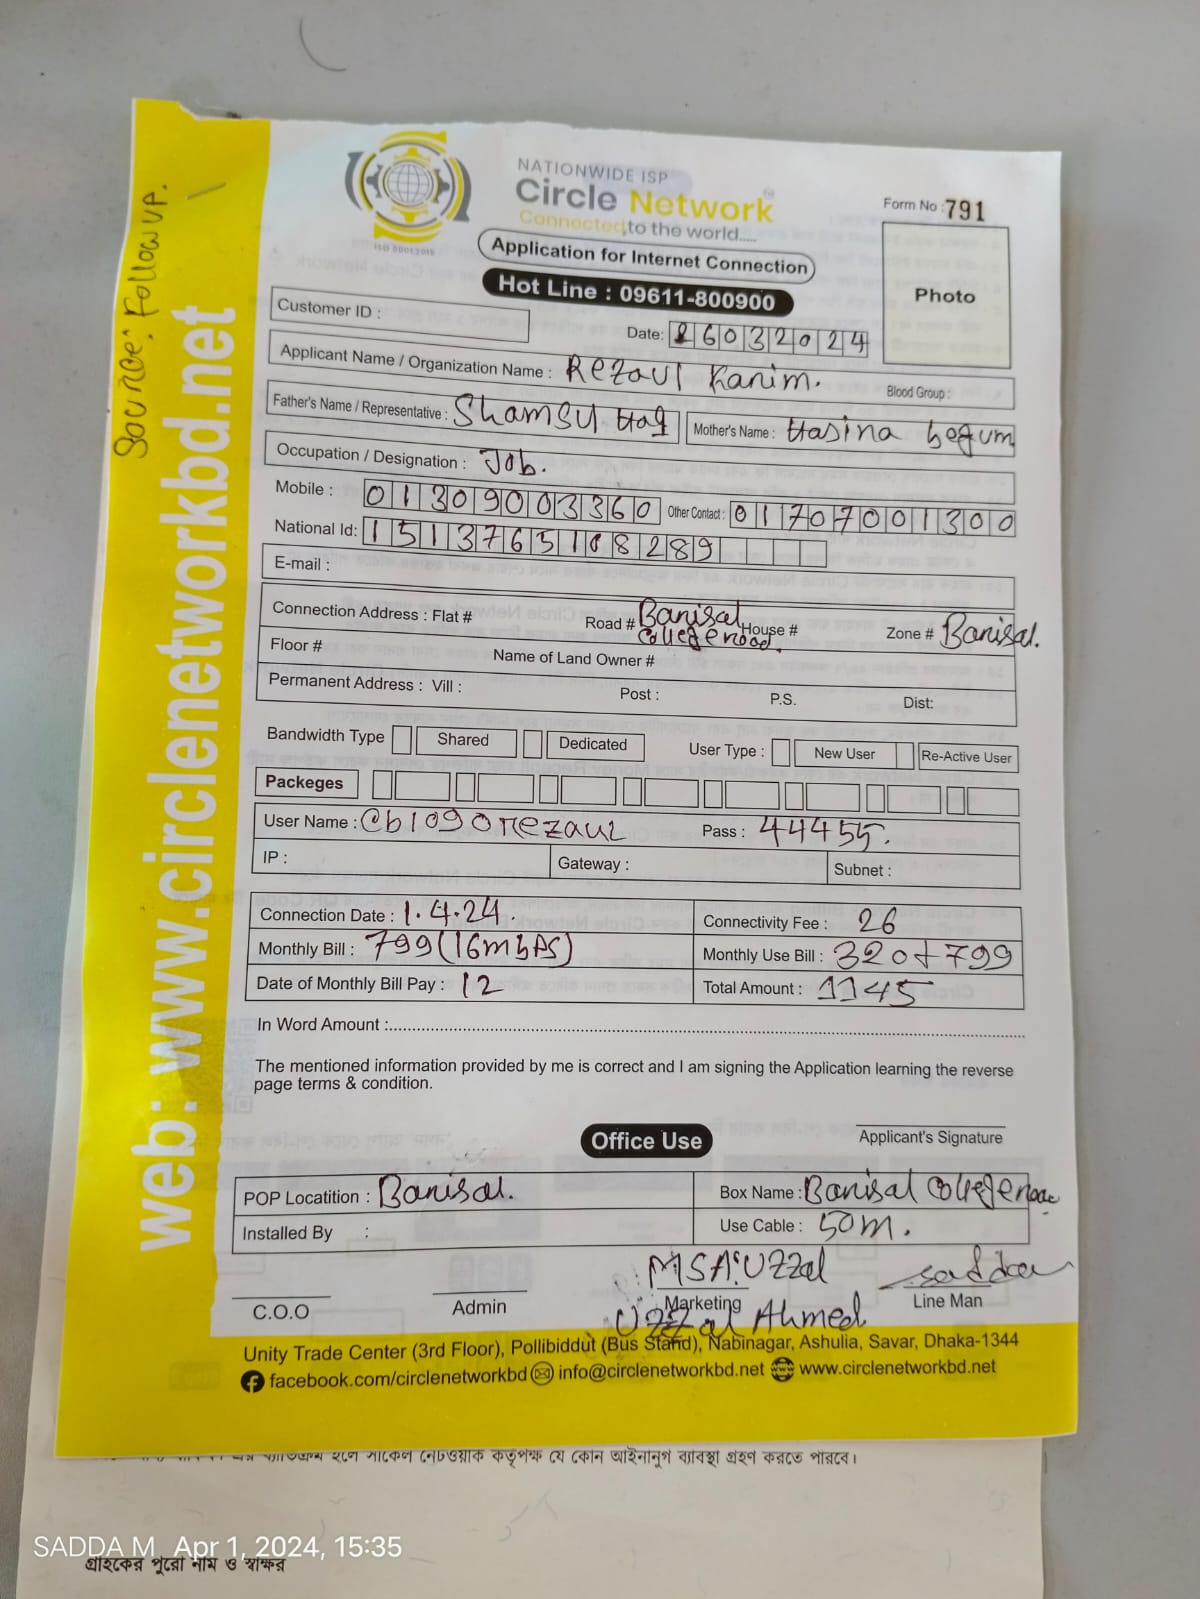 Source: Follow UP.
web: www.circlenetworkbd.net
ISO 9001:2015
NATIONWIDE ISP
Circle Network
Connected to the world.....
Application for Internet Connection
Hot Line : 09611-800900
Form No : 791
Photo
Customer ID :
Date: 26032024
Applicant Name / Organization Name : Rezaul Karim. Blood Group :
Father's Name / Representative : Shamsu Haq Mother's Name : Hasina begum
Occupation / Designation : Job.
Mobile : 01309003360 Other Contact : 01707001300
National Id: 1513765108289
E-mail :
Connection Address : Flat # Road # Barisal College road. House # Zone # Barisal.
Floor # Name of Land Owner #
Permanent Address : Vill : Post : P.S. Dist:
Bandwidth Type Shared Dedicated User Type : New User Re-Active User
Packeges
User Name : cb1090rezaul Pass : 44455.
IP : Gateway : Subnet :
Connection Date : 1.4.24. Connectivity Fee : 26
Monthly Bill : 799(16mbps) Monthly Use Bill : 320+799
Date of Monthly Bill Pay : 12 Total Amount : 1145
In Word Amount :
The mentioned information provided by me is correct and I am signing the Application learning the reverse
page terms & condition.
Applicant's Signature
Office Use
POP Locatition : Barisal. Box Name : Barisal College road
Installed By : Use Cable : 50m.
MSA: Uzzal
C.O.O Admin Marketing Line Man
Uzzal Ahmed
Unity Trade Center (3rd Floor), Pollibiddut (Bus Stand), Nabinagar, Ashulia, Savar, Dhaka-1344
facebook.com/circlenetworkbd info@circlenetworkbd.net www.circlenetworkbd.net
হলে সার্কেল নেটওয়ার্ক কর্তৃপক্ষ যে কোন আইনানুগ ব্যাবস্থা গ্রহণ করতে পারবে।
SADDA M Apr 1, 2024, 15:35
গ্রাহকের পুরো নাম ও স্বাক্ষর